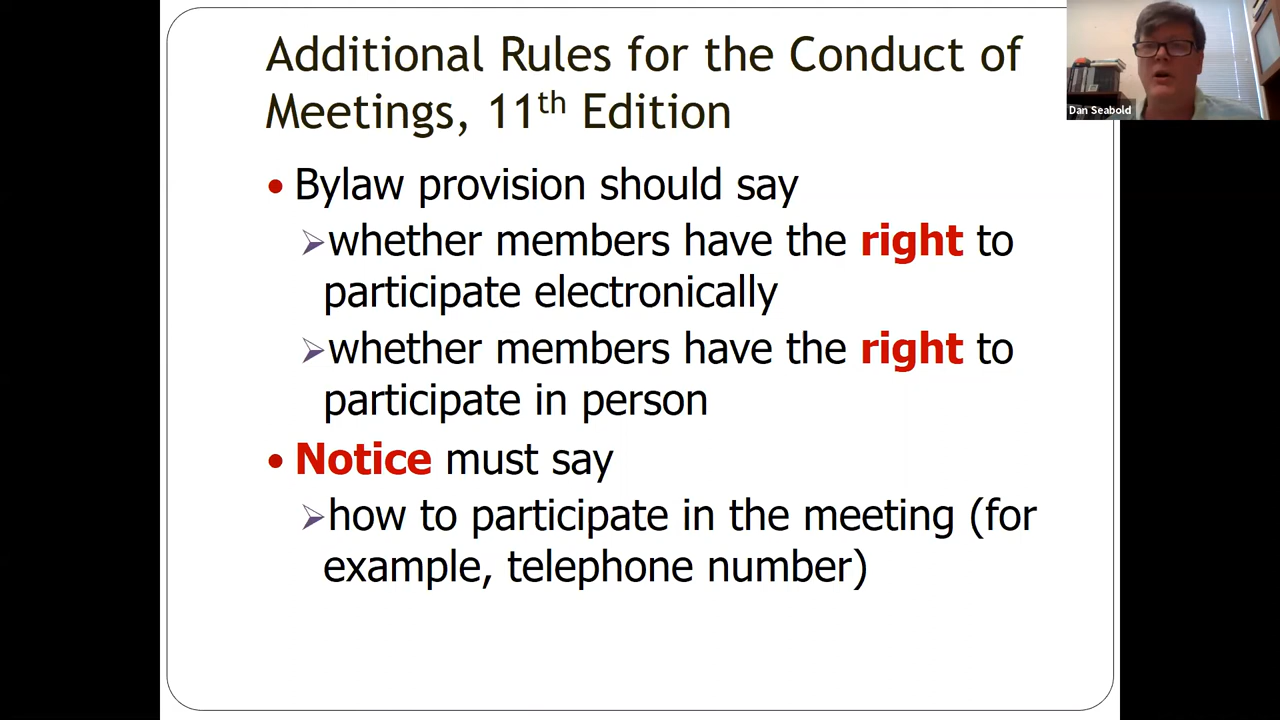 Additional Rules for the Conduct of
Meetings, 11th Edition
• Bylaw provision should say
➢whether members have the right to
participate electronically
➢whether members have the right to
participate in person
• Notice must say
➢how to participate in the meeting (for
example, telephone number)
Dan Seabold